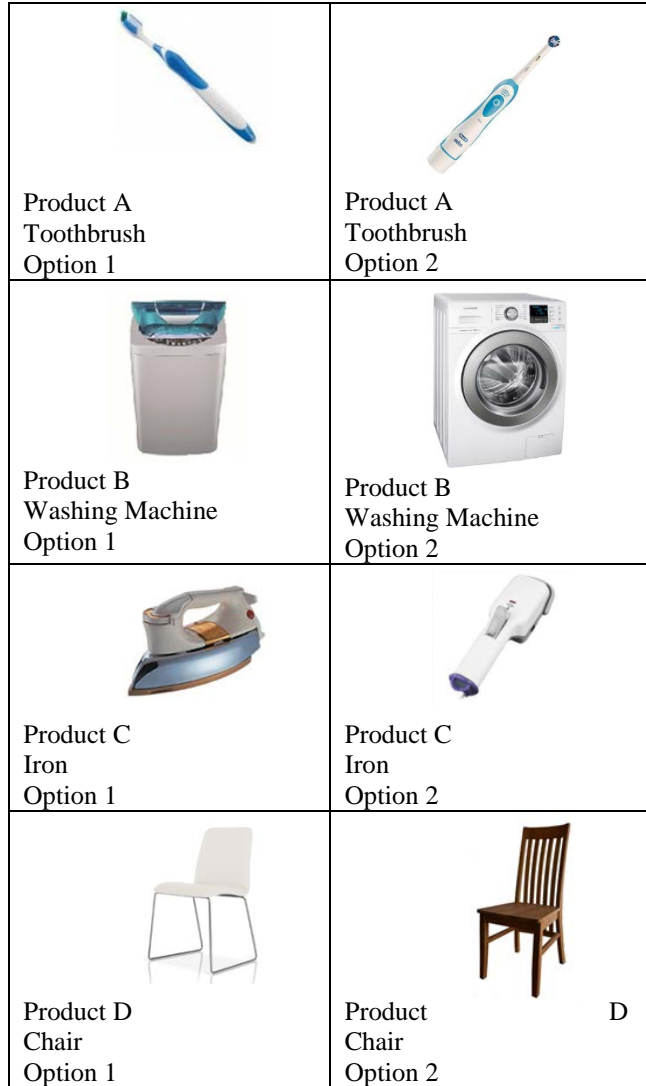 Product A
Toothbrush
Option 1
Product A
Toothbrush
Option 2
Product B
Washing Machine
Option 1
Product B
Washing Machine
Option 2
Product C
Iron
Option 1
Product C
Iron
Option 2
Product D
Chair
Option 1
Product D
Chair
Option 2